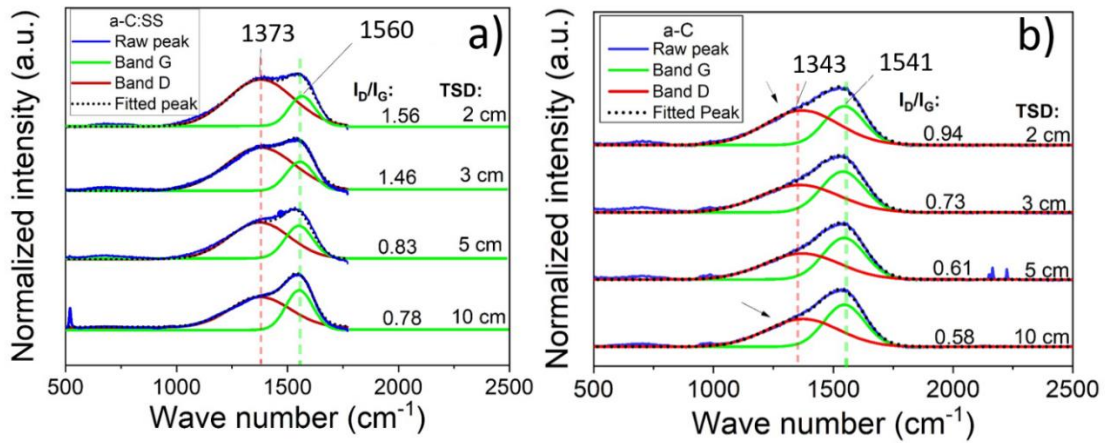 a-C:SS
Raw peak
Band G
Band D
Fitted peak
1373
1560
a)
I_D/I_G:
TSD:
1.56
2 cm
1.46
3 cm
0.83
5 cm
0.78
10 cm
Normalized intensity (a.u.)
500
1000
1500
2000
2500
Wave number (cm⁻¹)
a-C
Raw peak
Band G
Band D
Fitted Peak
1343
1541
b)
I_D/I_G:
TSD:
0.94
2 cm
0.73
3 cm
0.61
5 cm
0.58
10 cm
Normalized intensity (a.u.)
500
1000
1500
2000
2500
Wave number (cm⁻¹)